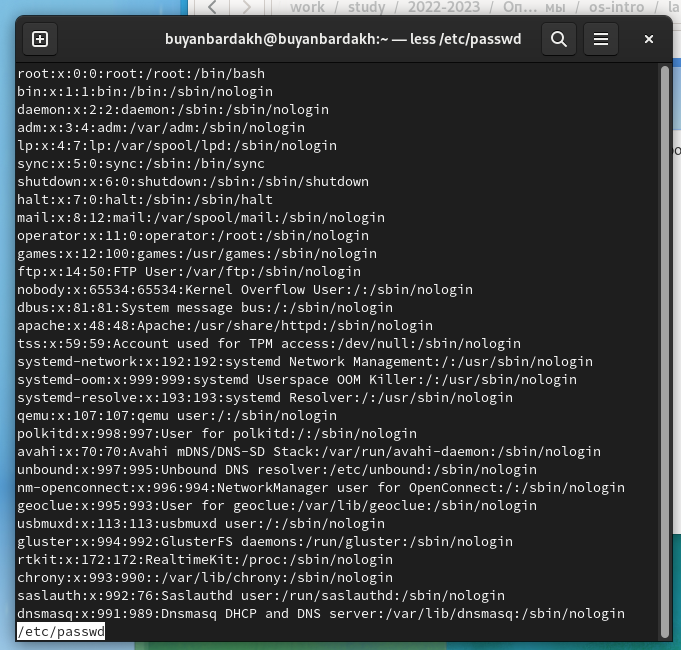 work / study / 2022-2023 / Оп… мы / os-intro / la
buyanbardakh@buyanbardakh:~ — less /etc/passwd
root:x:0:0:root:/root:/bin/bash
bin:x:1:1:bin:/bin:/sbin/nologin
daemon:x:2:2:daemon:/sbin:/sbin/nologin
adm:x:3:4:adm:/var/adm:/sbin/nologin
lp:x:4:7:lp:/var/spool/lpd:/sbin/nologin
sync:x:5:0:sync:/sbin:/bin/sync
shutdown:x:6:0:shutdown:/sbin:/sbin/shutdown
halt:x:7:0:halt:/sbin:/sbin/halt
mail:x:8:12:mail:/var/spool/mail:/sbin/nologin
operator:x:11:0:operator:/root:/sbin/nologin
games:x:12:100:games:/usr/games:/sbin/nologin
ftp:x:14:50:FTP User:/var/ftp:/sbin/nologin
nobody:x:65534:65534:Kernel Overflow User:/:/sbin/nologin
dbus:x:81:81:System message bus:/:/sbin/nologin
apache:x:48:48:Apache:/usr/share/httpd:/sbin/nologin
tss:x:59:59:Account used for TPM access:/dev/null:/sbin/nologin
systemd-network:x:192:192:systemd Network Management:/:/usr/sbin/nologin
systemd-oom:x:999:999:systemd Userspace OOM Killer:/:/usr/sbin/nologin
systemd-resolve:x:193:193:systemd Resolver:/:/usr/sbin/nologin
qemu:x:107:107:qemu user:/:/sbin/nologin
polkitd:x:998:997:User for polkitd:/:/sbin/nologin
avahi:x:70:70:Avahi mDNS/DNS-SD Stack:/var/run/avahi-daemon:/sbin/nologin
unbound:x:997:995:Unbound DNS resolver:/etc/unbound:/sbin/nologin
nm-openconnect:x:996:994:NetworkManager user for OpenConnect:/:/sbin/nologin
geoclue:x:995:993:User for geoclue:/var/lib/geoclue:/sbin/nologin
usbmuxd:x:113:113:usbmuxd user:/:/sbin/nologin
gluster:x:994:992:GlusterFS daemons:/run/gluster:/sbin/nologin
rtkit:x:172:172:RealtimeKit:/proc:/sbin/nologin
chrony:x:993:990::/var/lib/chrony:/sbin/nologin
saslauth:x:992:76:Saslauthd user:/run/saslauthd:/sbin/nologin
dnsmasq:x:991:989:Dnsmasq DHCP and DNS server:/var/lib/dnsmasq:/sbin/nologin
/etc/passwd